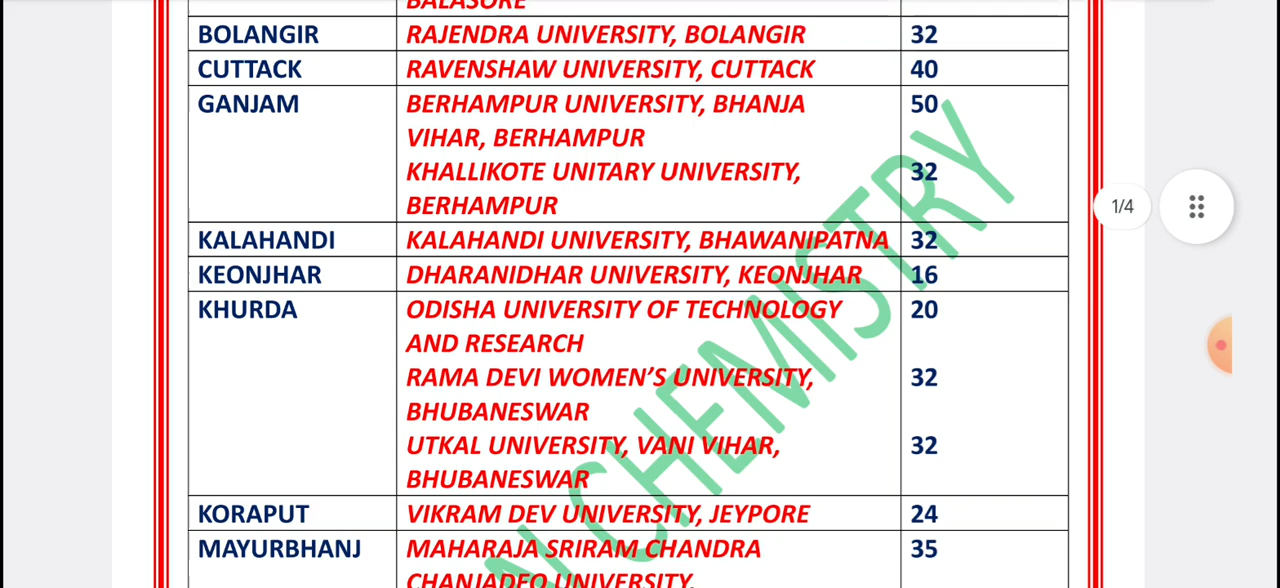 BALASORE
BOLANGIR RAJENDRA UNIVERSITY, BOLANGIR 32
CUTTACK RAVENSHAW UNIVERSITY, CUTTACK 40
GANJAM BERHAMPUR UNIVERSITY, BHANJA 50
VIHAR, BERHAMPUR
KHALLIKOTE UNITARY UNIVERSITY, 32
BERHAMPUR
KALAHANDI KALAHANDI UNIVERSITY, BHAWANIPATNA 32
KEONJHAR DHARANIDHAR UNIVERSITY, KEONJHAR 16
KHURDA ODISHA UNIVERSITY OF TECHNOLOGY 20
AND RESEARCH
RAMA DEVI WOMEN'S UNIVERSITY, 32
BHUBANESWAR
UTKAL UNIVERSITY, VANI VIHAR, 32
BHUBANESWAR
KORAPUT VIKRAM DEV UNIVERSITY, JEYPORE 24
MAYURBHANJ MAHARAJA SRIRAM CHANDRA 35
CHANJADEO UNIVERSITY,
CHEMISTRY
1/4